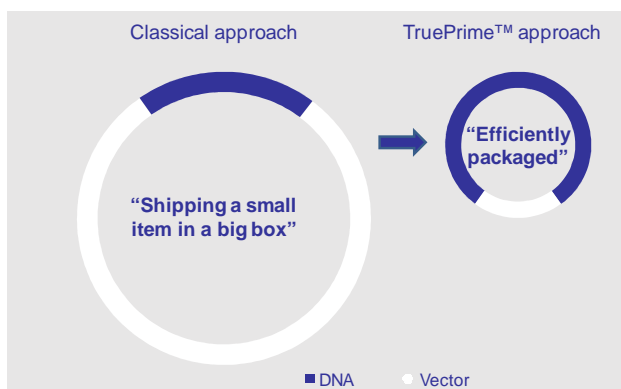 Classical approach
TruePrime™ approach
“Shipping a small
item in a big box”
“Efficiently
packaged”
DNA
Vector